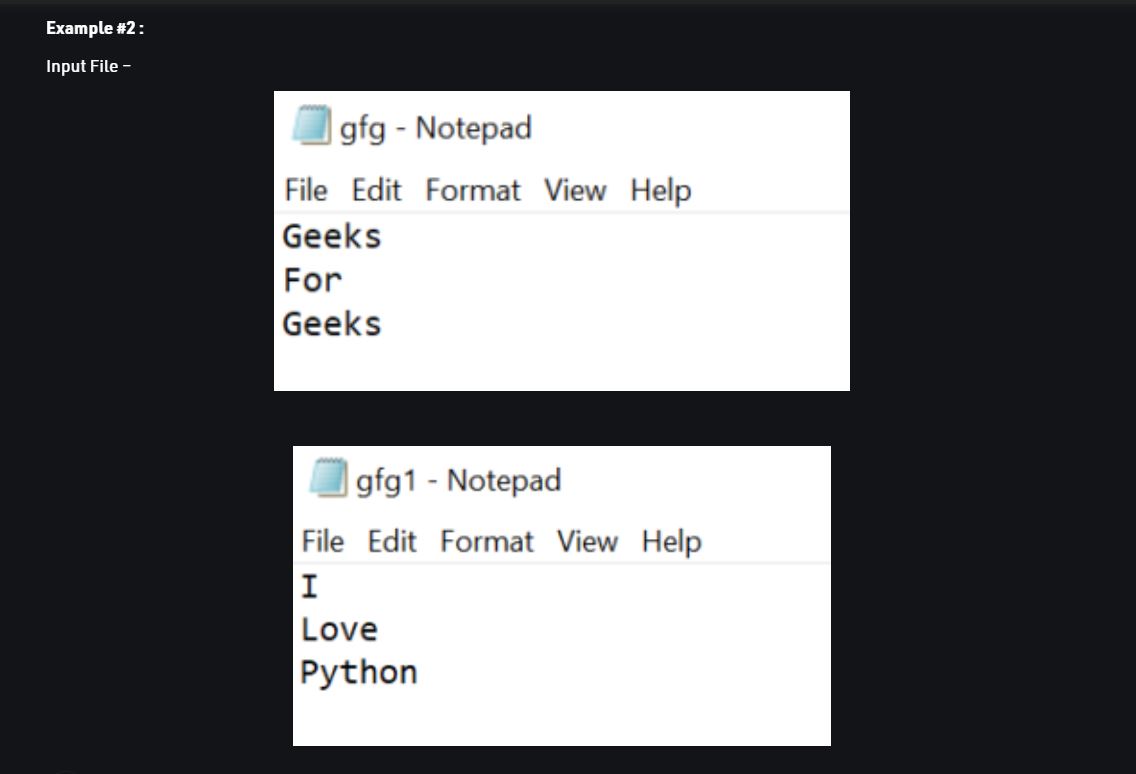 Example #2 :
Input File –
gfg - Notepad
File Edit Format View Help
Geeks
For
Geeks
gfg1 - Notepad
File Edit Format View Help
I
Love
Python